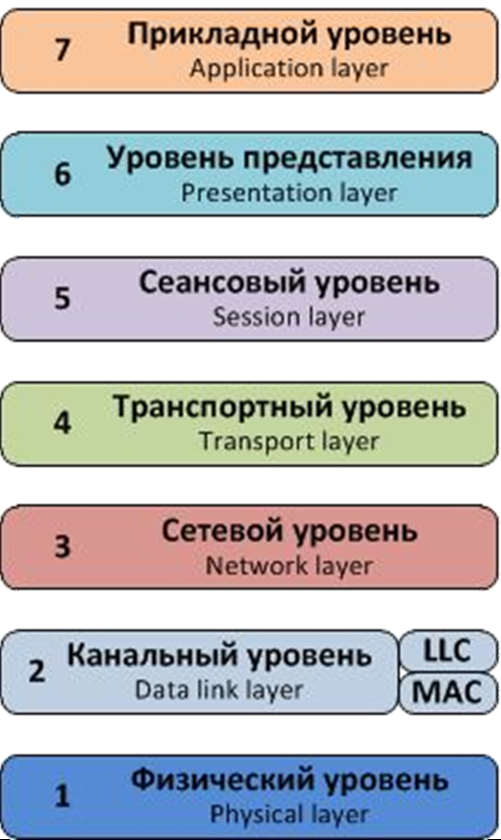 7
Прикладной уровень
Application layer
6
Уровень представления
Presentation layer
5
Сеансовый уровень
Session layer
4
Транспортный уровень
Transport layer
3
Сетевой уровень
Network layer
2
Канальный уровень
Data link layer
LLC
MAC
1
Физический уровень
Physical layer